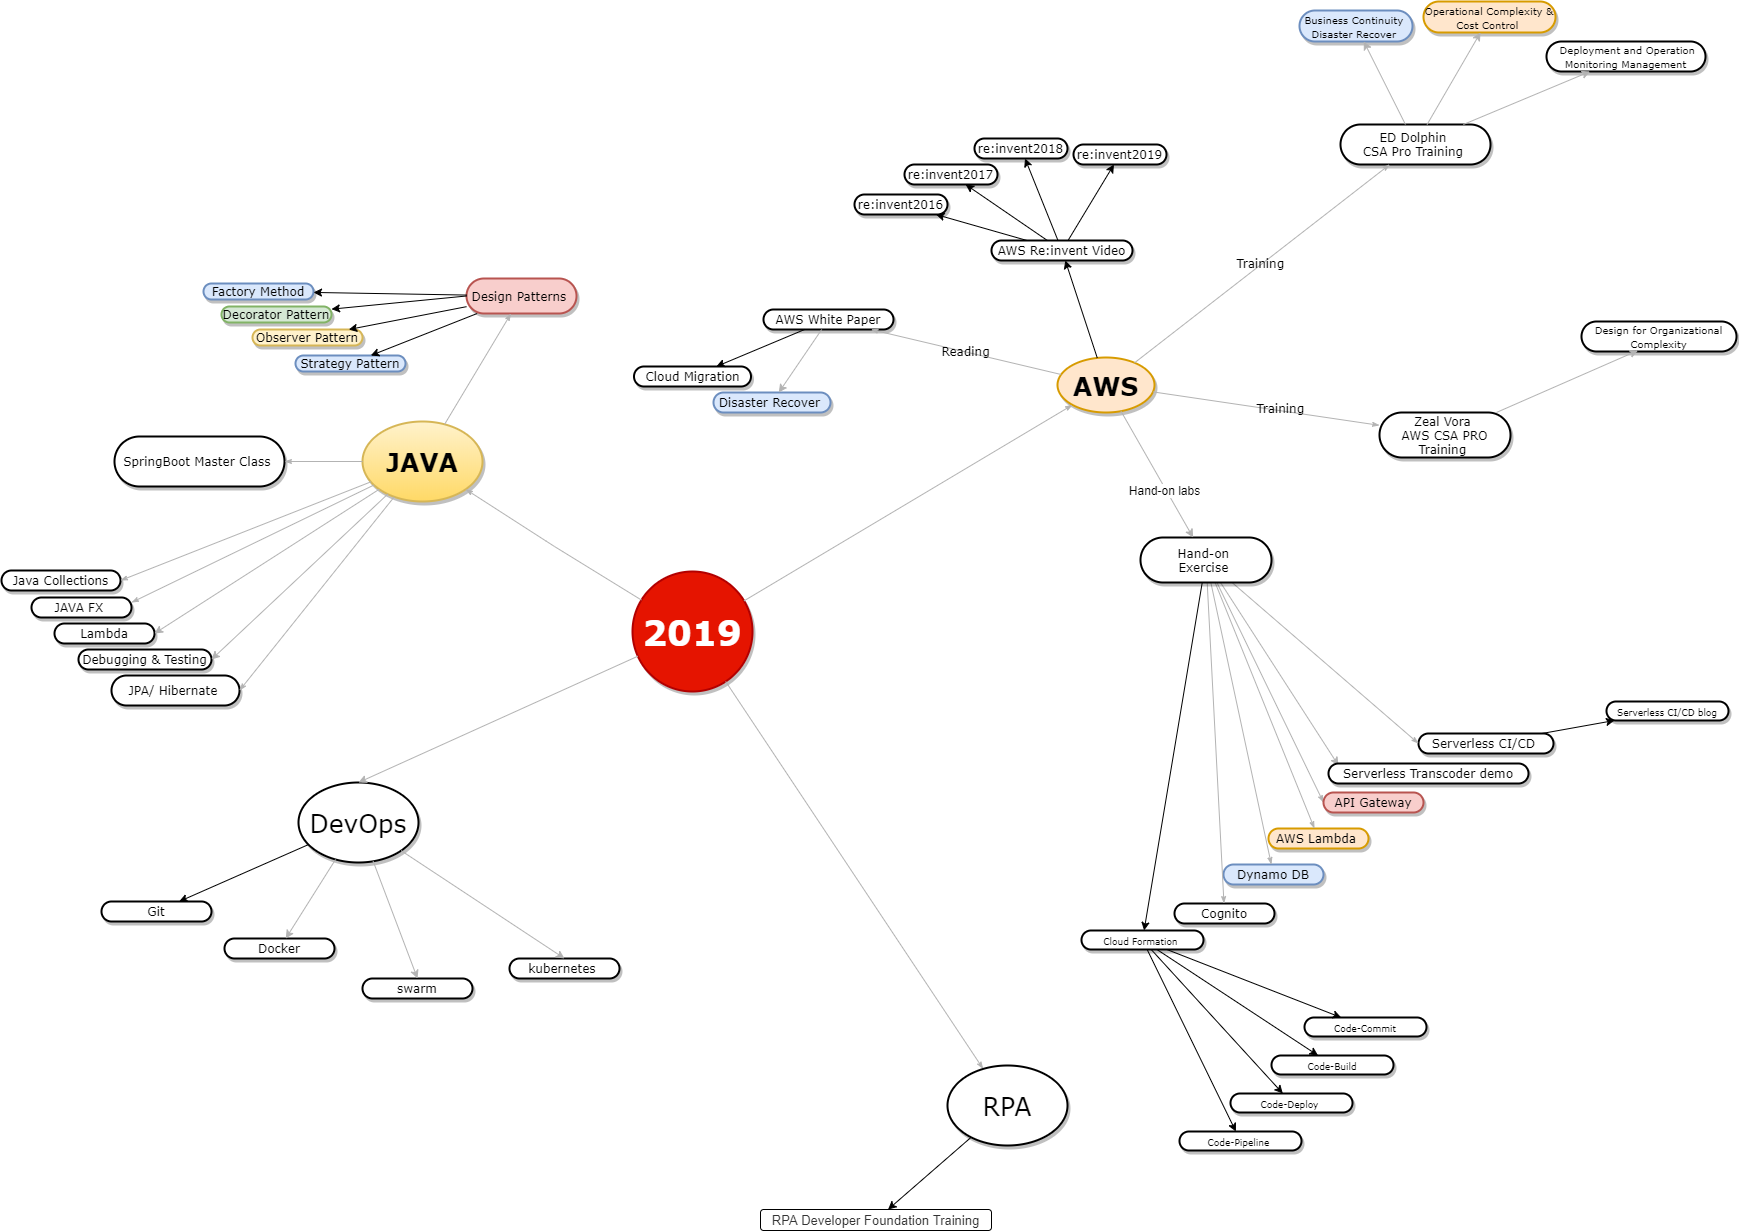 Business Continuity
Disaster Recover
Operational Complexity &
Cost Control
Deployment and Operation
Monitoring Management
ED Dolphin
CSA Pro Training
re:invent2018
re:invent2019
re:invent2017
re:invent2016
AWS Re:invent Video
Training
Factory Method
Design Patterns
Decorator Pattern
Observer Pattern
Strategy Pattern
AWS White Paper
Reading
Cloud Migration
Disaster Recover
AWS
Design for Organizational
Complexity
Training
Zeal Vora
AWS CSA PRO
Training
JAVA
SpringBoot Master Class
Hand-on labs
Hand-on
Exercise
Java Collections
JAVA FX
Lambda
Debugging & Testing
JPA/ Hibernate
2019
Serverless CI/CD blog
Serverless CI/CD
Serverless Transcoder demo
API Gateway
AWS Lambda
Dynamo DB
Cognito
Cloud Formation
DevOps
Git
Docker
swarm
kubernetes
Code-Commit
Code-Build
Code-Deploy
Code-Pipeline
RPA
RPA Developer Foundation Training